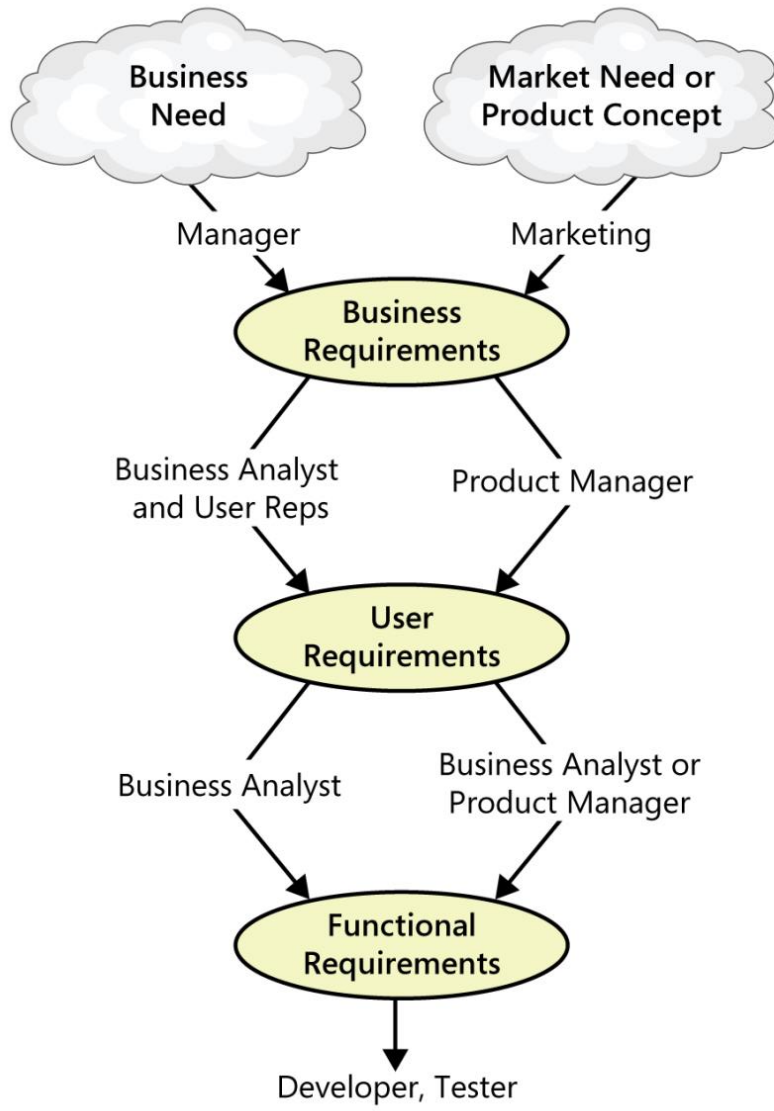 Business
Need
Market Need or
Product Concept
Manager
Marketing
Business
Requirements
Business Analyst
and User Reps
Product Manager
User
Requirements
Business Analyst
Business Analyst or
Product Manager
Functional
Requirements
Developer, Tester